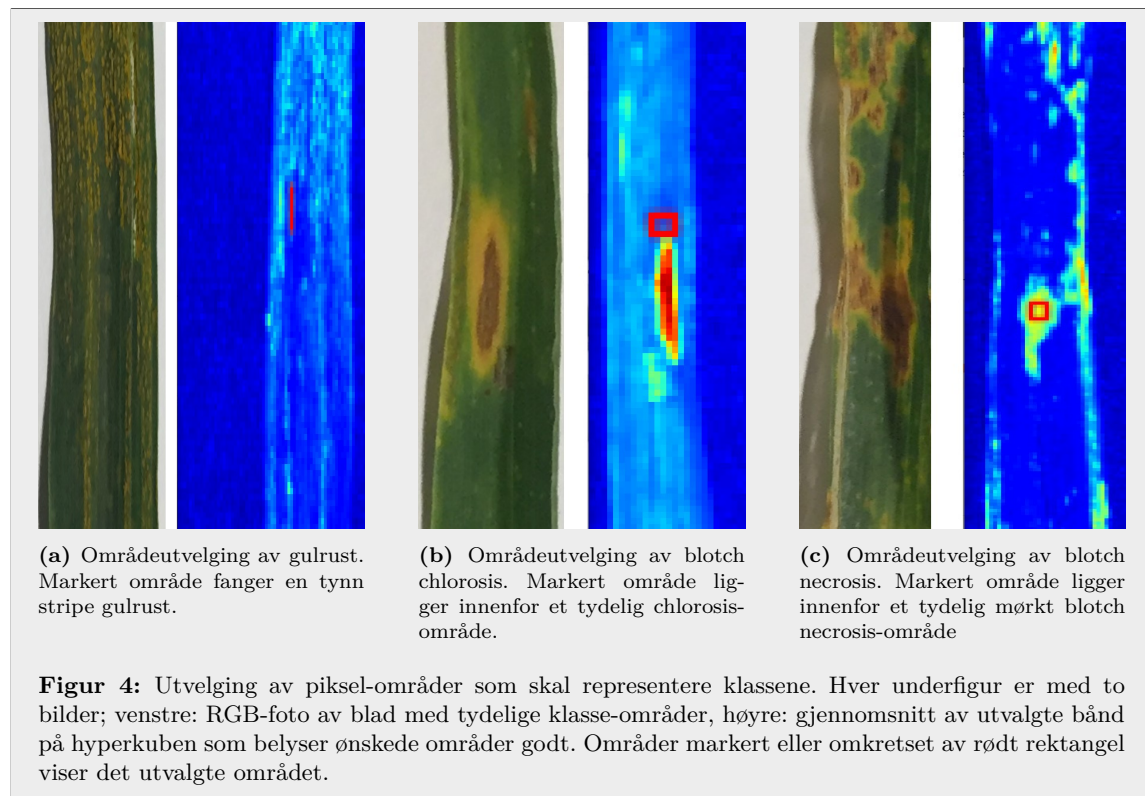 (a) Områdeutvelging av gulrust.
Markert område fanger en tynn
stripe gulrust.
(b) Områdeutvelging av blotch
chlorosis. Markert område lig-
ger innenfor et tydelig chlorosis-
område.
(c) Områdeutvelging av blotch
necrosis. Markert område ligger
innenfor et tydelig mørkt blotch
necrosis-område
Figur 4: Utvelging av piksel-områder som skal representere klassene. Hver underfigur er med to
bilder; venstre: RGB-foto av blad med tydelige klasse-områder, høyre: gjennomsnitt av utvalgte bånd
på hyperkuben som belyser ønskede områder godt. Områder markert eller omkretset av rødt rektangel
viser det utvalgte området.